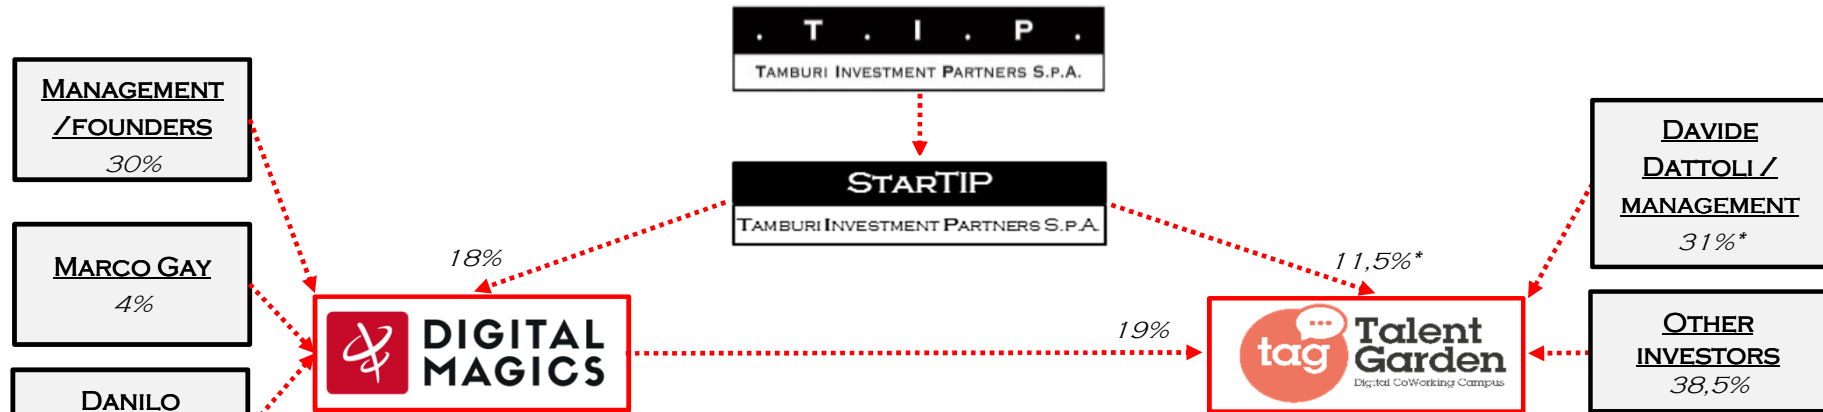 . T . I . P .
TAMBURI INVESTMENT PARTNERS S.P.A.
MANAGEMENT
/FOUNDERS
30%
STARTIP
TAMBURI INVESTMENT PARTNERS S.P.A.
DAVIDE
DATTOLI /
MANAGEMENT
31%*
MARCO GAY
4%
18%
11,5%*
DIGITAL
MAGICS
19%
tag
Talent
Garden
Digital CoWorking Campus
OTHER
INVESTORS
38,5%
DANILO